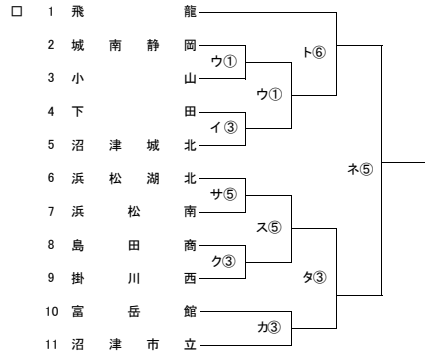 □ 1 飛龍
ト⑥
2 城南静岡
ウ①
3 小山
ウ①
4 下田
イ③
5 沼津城北
ネ⑤
6 浜松湖北
サ⑤
7 浜松南
ス⑤
8 島田商
ク③
9 掛川西
タ③
10 富岳館
カ③
11 沼津市立